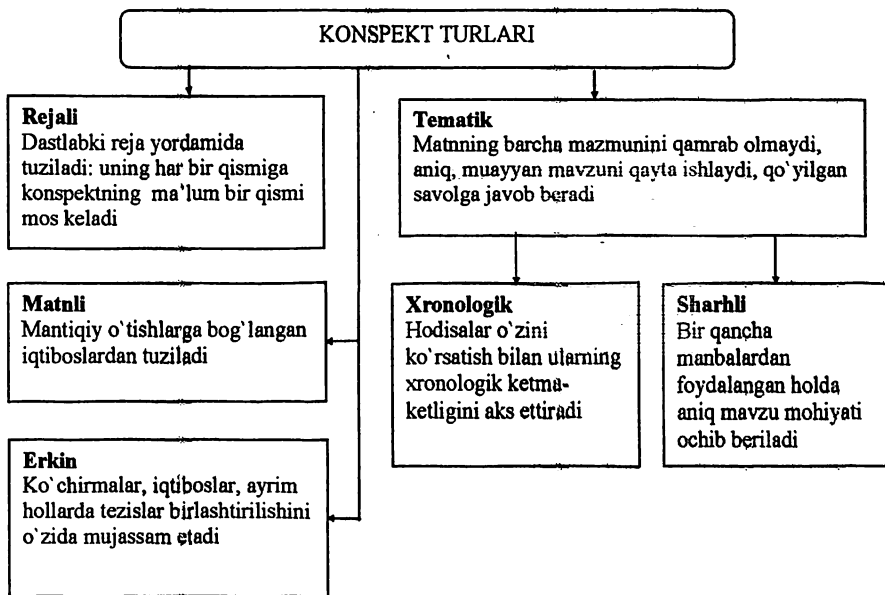 KONSPEKT TURLARI
Rejali
Dastlabki reja yordamida
tuziladi: uning har bir qismiga
konspektning ma'lum bir qismi
mos keladi
Tematik
Matnning barcha mazmunini qamrab olmaydi,
aniq, muayyan mavzuni qayta ishlaydi, qo`yilgan
savolga javob beradi
Matnli
Mantiqiy o`tishlarga bog`langan
iqtiboslardan tuziladi
Xronologik
Hodisalar o`zini
ko`rsatish bilan ularning
xronologik ketma-
ketligini aks ettiradi
Sharhli
Bir qancha
manbalardan
foydalangan holda
aniq mavzu mohiyati
ochib beriladi
Erkin
Ko`chirmalar, iqtiboslar, ayrim
hollarda tezislar birlashtirilishini
o`zida mujassam etadi